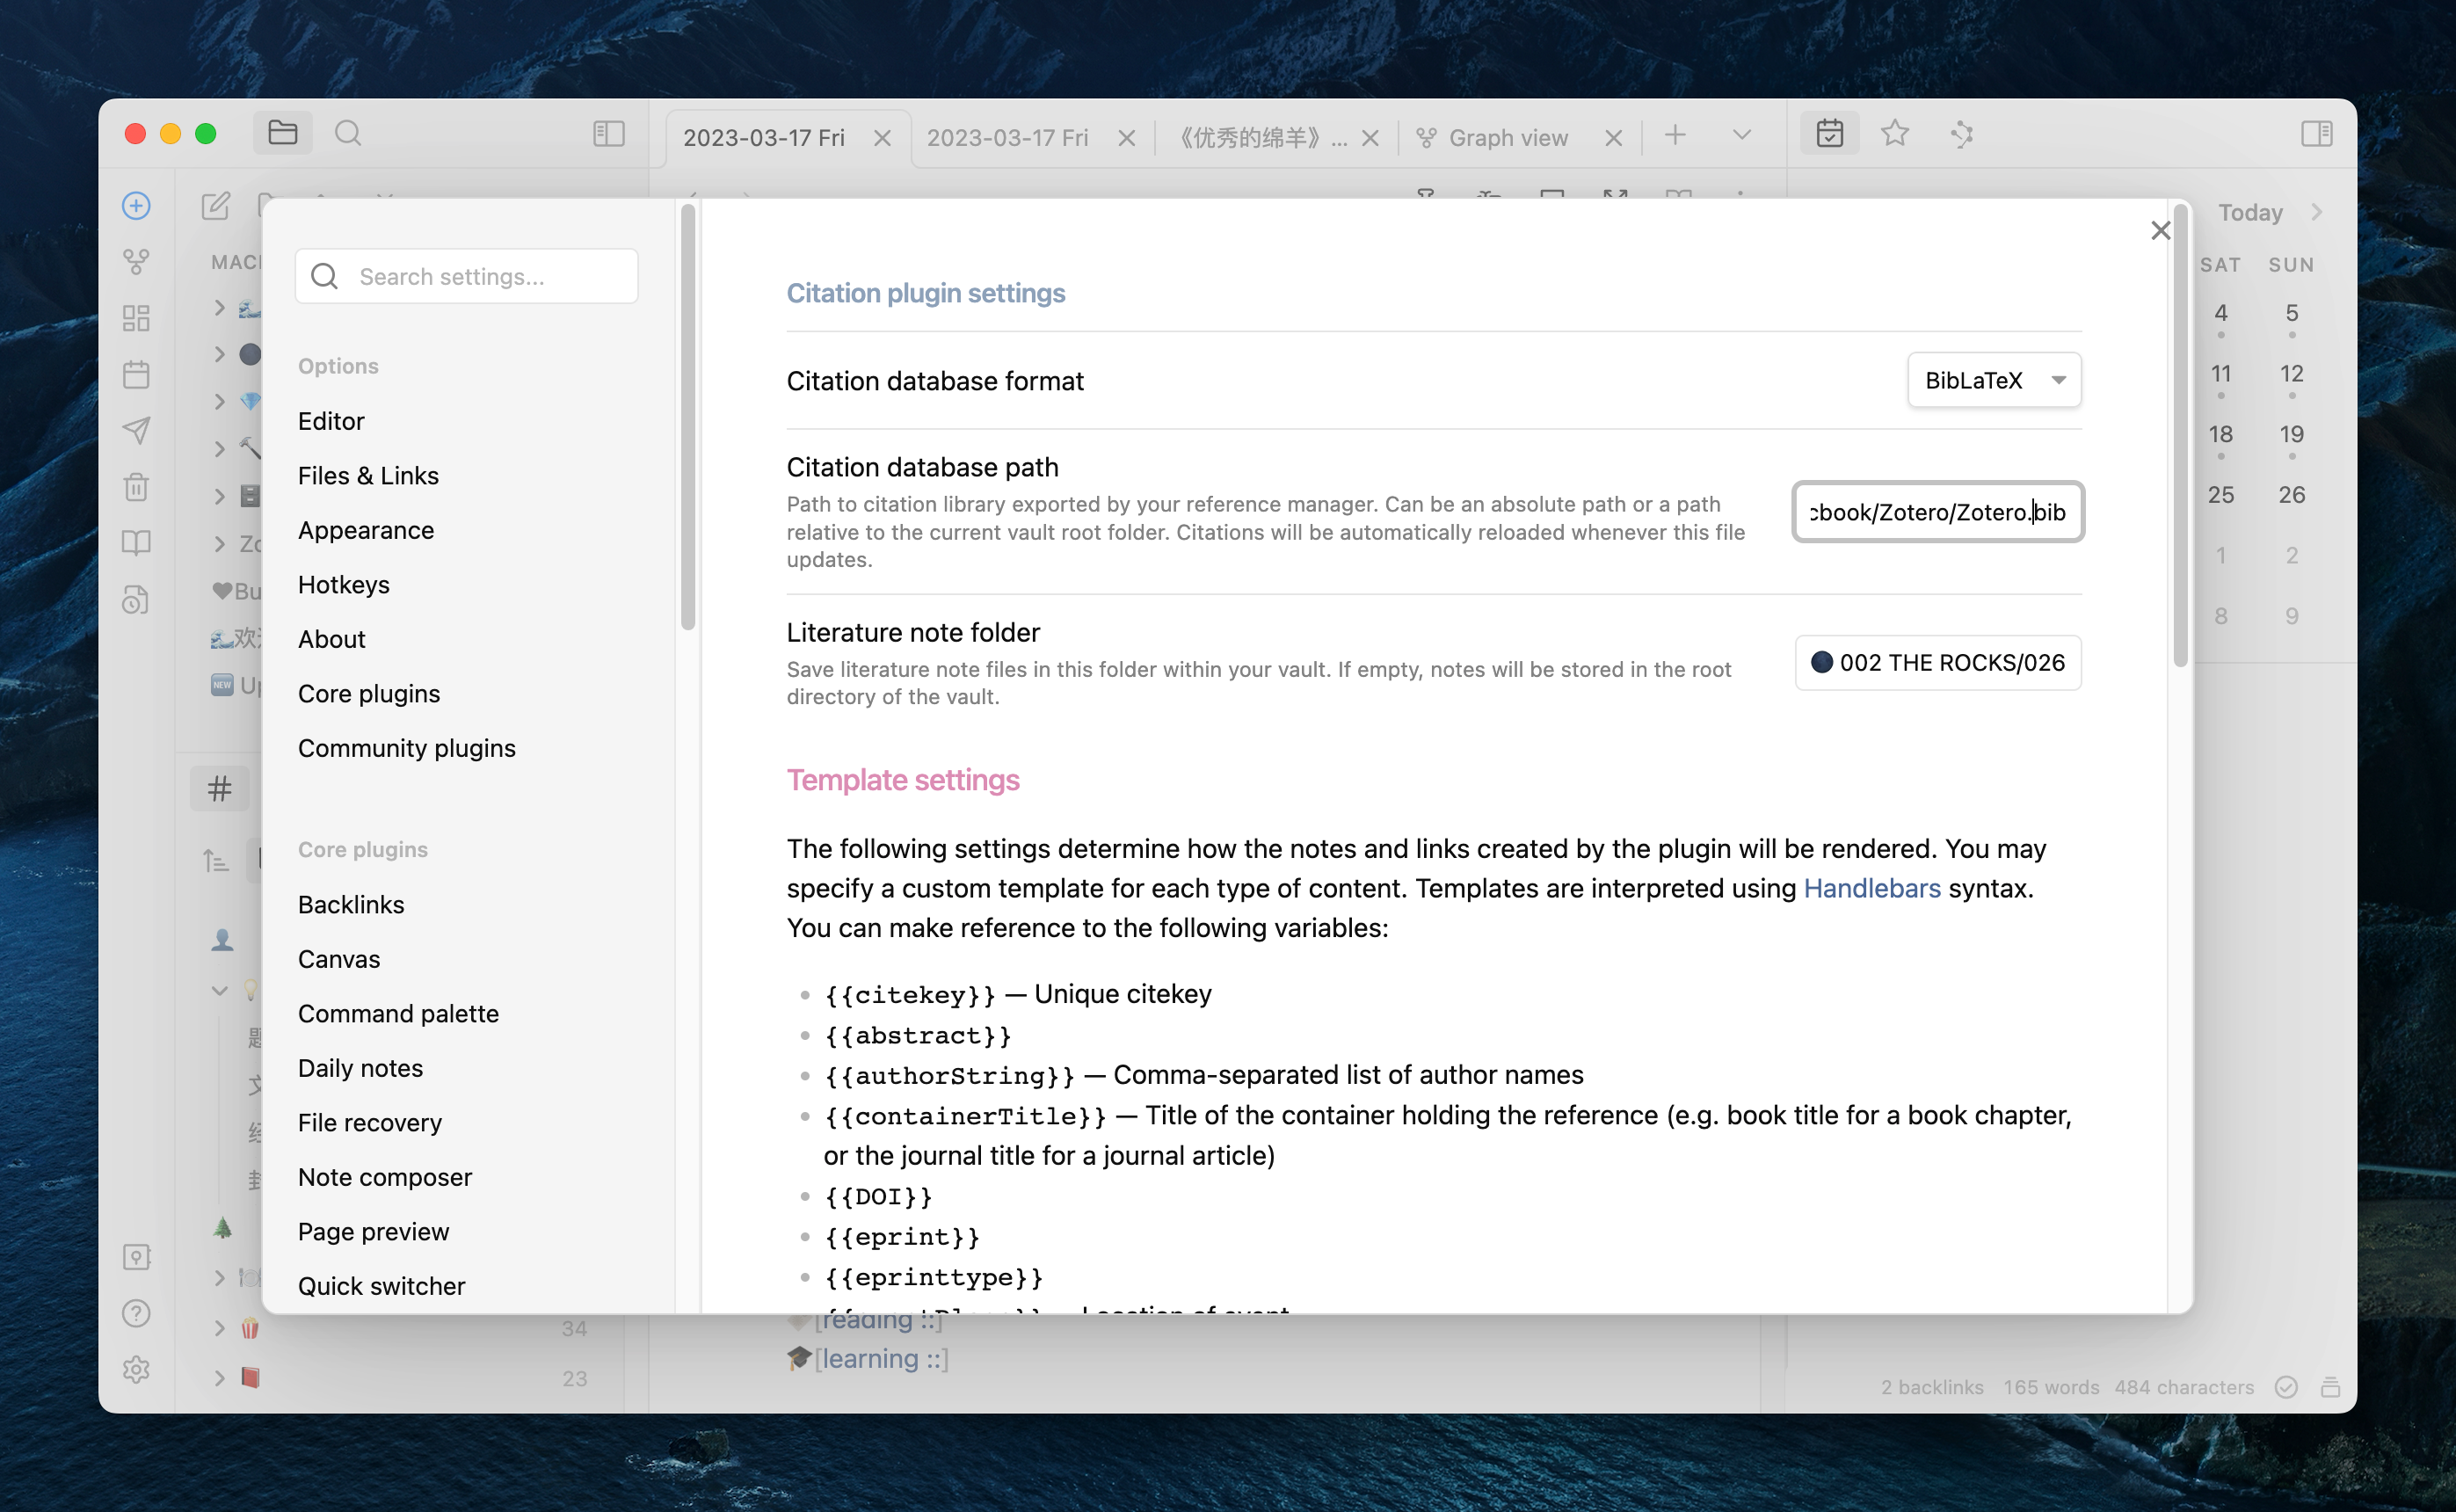 2023-03-17 Fri
2023-03-17 Fri
《优秀的绵羊》...
Graph view
Today
MACI
SAT SUN
4 5
11 12
18 19
25 26
1 2
8 9
Search settings...
Options
Editor
Files & Links
Appearance
Hotkeys
About
Core plugins
Community plugins
Core plugins
Backlinks
Canvas
Command palette
Daily notes
File recovery
Note composer
Page preview
Quick switcher
Citation plugin settings
Citation database format
BibLaTeX
Citation database path
Path to citation library exported by your reference manager. Can be an absolute path or a path
relative to the current vault root folder. Citations will be automatically reloaded whenever this file
updates.
cbook/Zotero/Zotero.bib
Literature note folder
Save literature note files in this folder within your vault. If empty, notes will be stored in the root
directory of the vault.
002 THE ROCKS/026
Template settings
The following settings determine how the notes and links created by the plugin will be rendered. You may
specify a custom template for each type of content. Templates are interpreted using Handlebars syntax.
You can make reference to the following variables:
{{citekey}} — Unique citekey
{{abstract}}
{{authorString}} — Comma-separated list of author names
{{containerTitle}} — Title of the container holding the reference (e.g. book title for a book chapter,
or the journal title for a journal article)
{{DOI}}
{{eprint}}
{{eprinttype}}
{{eventPlace}} — Location of event
[reading ::]
[learning ::]
34
23
2 backlinks 165 words 484 characters